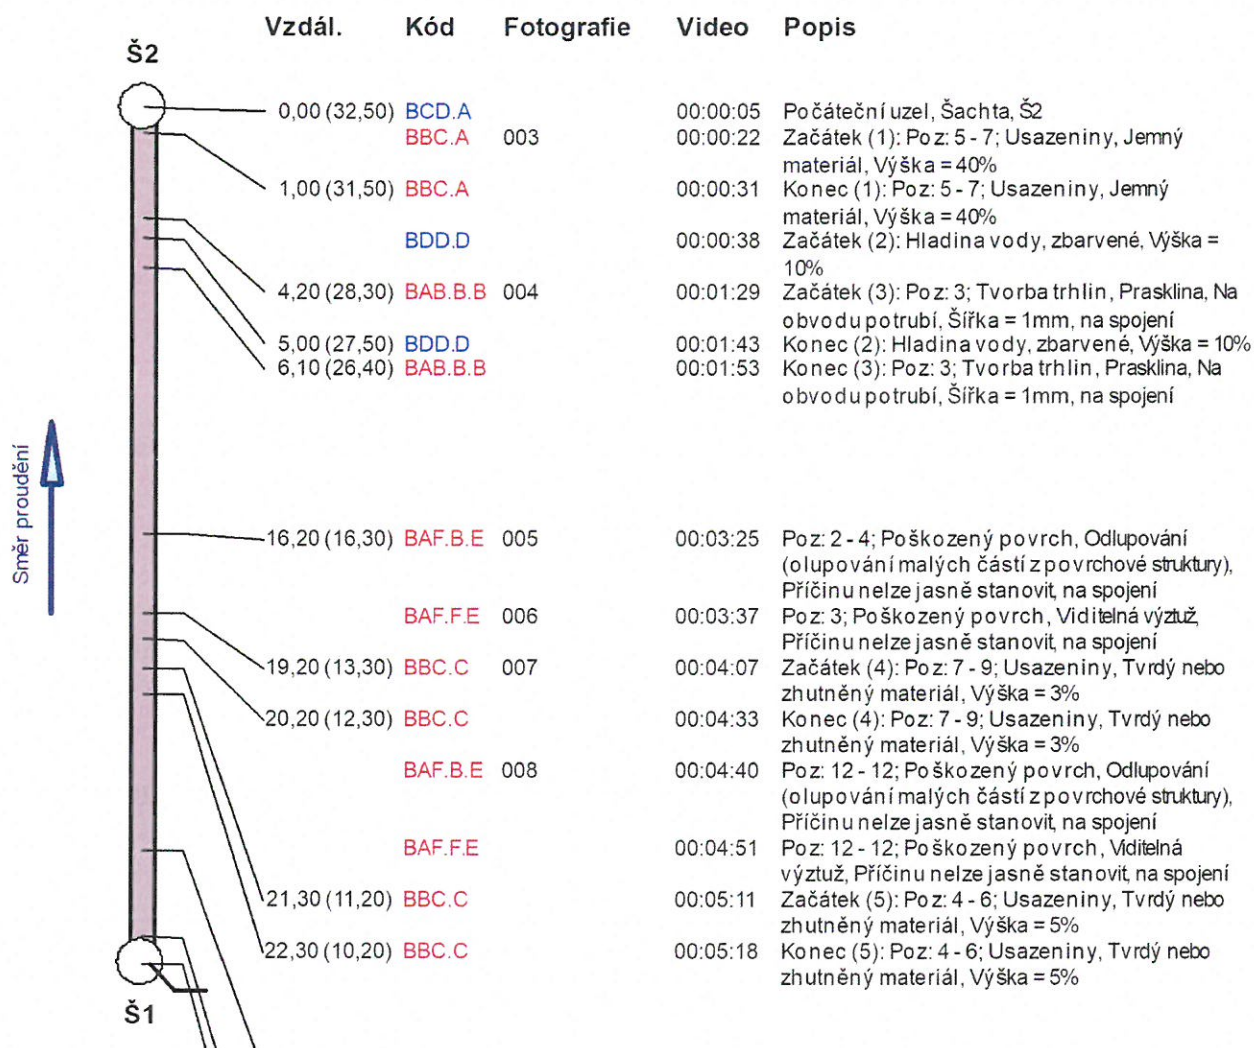 Vzdál. Kód Fotografie Video Popis
Š2
0,00 (32,50) BCD.A 00:00:05 Počáteční uzel, Šachta, Š2
BBC.A 003 00:00:22 Začátek (1): Poz: 5 - 7; Usazeniny, Jemný
materiál, Výška = 40%
1,00 (31,50) BBC.A 00:00:31 Konec (1): Poz: 5 - 7; Usazeniny, Jemný
materiál, Výška = 40%
BDD.D 00:00:38 Začátek (2): Hladina vody, zbarvené, Výška =
10%
4,20 (28,30) BAB.B.B 004 00:01:29 Začátek (3): Poz: 3; Tvorba trhlin, Prasklina, Na
obvodu potrubí, Šířka = 1mm, na spojení
5,00 (27,50) BDD.D 00:01:43 Konec (2): Hladina vody, zbarvené, Výška = 10%
6,10 (26,40) BAB.B.B 00:01:53 Konec (3): Poz: 3; Tvorba trhlin, Prasklina, Na
obvodu potrubí, Šířka = 1mm, na spojení
Směr proudění
16,20 (16,30) BAF.B.E 005 00:03:25 Poz: 2 - 4; Poškozený povrch, Odlupování
(olupování malých částí z povrchové struktury),
Příčinu nelze jasně stanovit, na spojení
BAF.F.E 006 00:03:37 Poz: 3; Poškozený povrch, Viditelná výztuž,
Příčinu nelze jasně stanovit, na spojení
19,20 (13,30) BBC.C 007 00:04:07 Začátek (4): Poz: 7 - 9; Usazeniny, Tvrdý nebo
zhutněný materiál, Výška = 3%
20,20 (12,30) BBC.C 00:04:33 Konec (4): Poz: 7 - 9; Usazeniny, Tvrdý nebo
zhutněný materiál, Výška = 3%
BAF.B.E 008 00:04:40 Poz: 12 - 12; Poškozený povrch, Odlupování
(olupování malých částí z povrchové struktury),
Příčinu nelze jasně stanovit, na spojení
BAF.F.E 00:04:51 Poz: 12 - 12; Poškozený povrch, Viditelná
výztuž, Příčinu nelze jasně stanovit, na spojení
21,30 (11,20) BBC.C 00:05:11 Začátek (5): Poz: 4 - 6; Usazeniny, Tvrdý nebo
zhutněný materiál, Výška = 5%
22,30 (10,20) BBC.C 00:05:18 Konec (5): Poz: 4 - 6; Usazeniny, Tvrdý nebo
zhutněný materiál, Výška = 5%
Š1